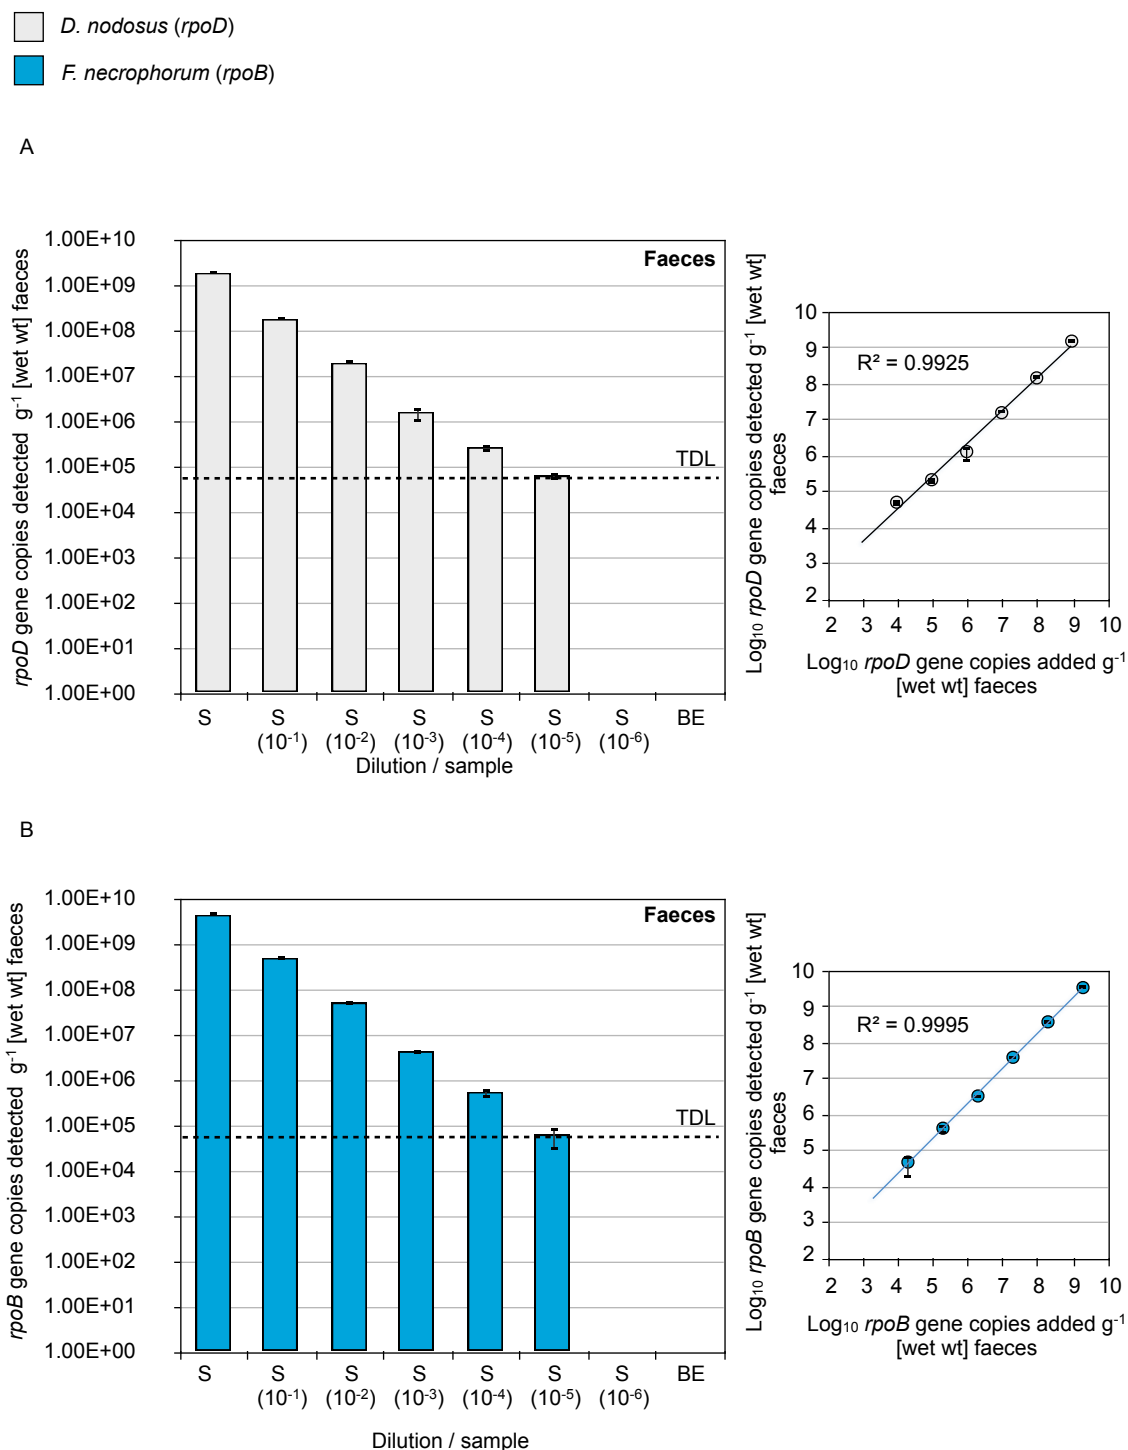 D. nodosus (rpoD)
F. necrophorum (rpoB)
A
rpoD gene copies detected g⁻¹ [wet wt] faeces
1.00E+10
1.00E+09
1.00E+08
1.00E+07
1.00E+06
1.00E+05
1.00E+04
1.00E+03
1.00E+02
1.00E+01
1.00E+00
Faeces
TDL
S S S S S S S BE
(10⁻¹) (10⁻²) (10⁻³) (10⁻⁴) (10⁻⁵) (10⁻⁶)
Dilution / sample
Log₁₀ rpoD gene copies detected g⁻¹ [wet wt]
faeces
10
9
8
7
6
5
4
3
2
R² = 0.9925
2 3 4 5 6 7 8 9 10
Log₁₀ rpoD gene copies added g⁻¹
[wet wt] faeces
B
rpoB gene copies detected g⁻¹ [wet wt] faeces
1.00E+10
1.00E+09
1.00E+08
1.00E+07
1.00E+06
1.00E+05
1.00E+04
1.00E+03
1.00E+02
1.00E+01
1.00E+00
Faeces
TDL
S S S S S S S BE
(10⁻¹) (10⁻²) (10⁻³) (10⁻⁴) (10⁻⁵) (10⁻⁶)
Dilution / sample
Log₁₀ rpoB gene copies detected g⁻¹ [wet wt]
faeces
10
9
8
7
6
5
4
3
2
R² = 0.9995
2 3 4 5 6 7 8 9 10
Log₁₀ rpoB gene copies added g⁻¹
[wet wt] faeces